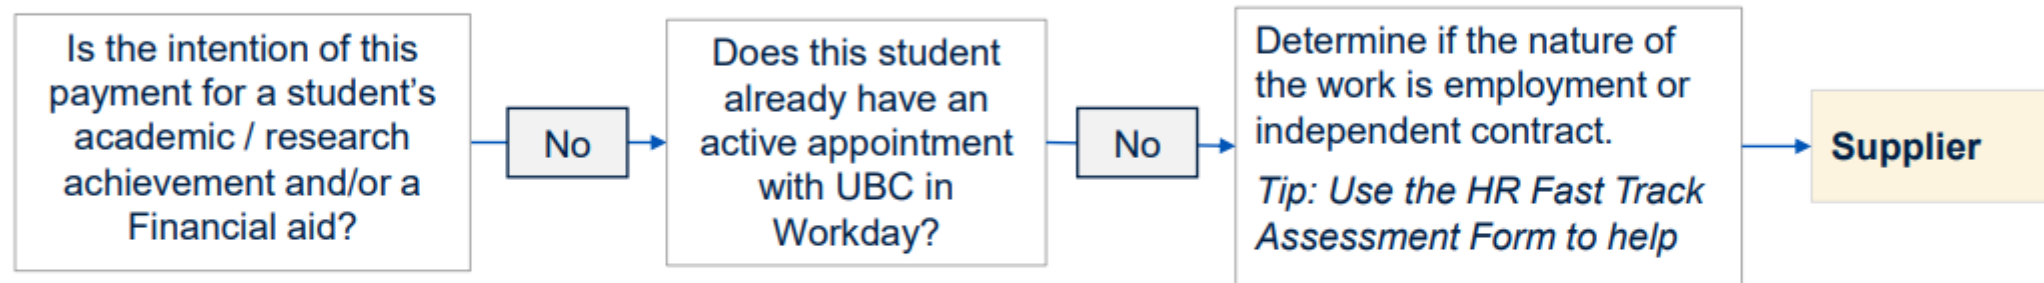 Is the intention of this
payment for a student’s
academic / research
achievement and/or a
Financial aid?
No
Does this student
already have an
active appointment
with UBC in
Workday?
No
Determine if the nature of
the work is employment or
independent contract.
Tip: Use the HR Fast Track
Assessment Form to help
Supplier